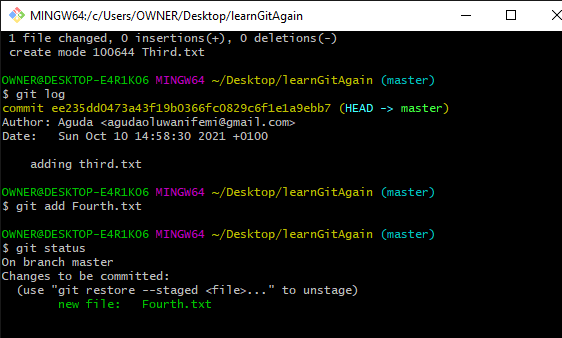 MINGW64:/c/Users/OWNER/Desktop/learnGitAgain
1 file changed, 0 insertions(+), 0 deletions(-)
create mode 100644 Third.txt
OWNER@DESKTOP-E4R1KO6 MINGW64 ~/Desktop/learnGitAgain (master)
$ git log
commit ee235dd0473a43f19b0366fc0829c6f1e1a9ebb7 (HEAD -> master)
Author: Aguda <agudaoluwanifemi@gmail.com>
Date:   Sun Oct 10 14:58:30 2021 +0100
    adding third.txt
OWNER@DESKTOP-E4R1KO6 MINGW64 ~/Desktop/learnGitAgain (master)
$ git add Fourth.txt
OWNER@DESKTOP-E4R1KO6 MINGW64 ~/Desktop/learnGitAgain (master)
$ git status
On branch master
Changes to be committed:
  (use "git restore --staged <file>..." to unstage)
        new file:   Fourth.txt